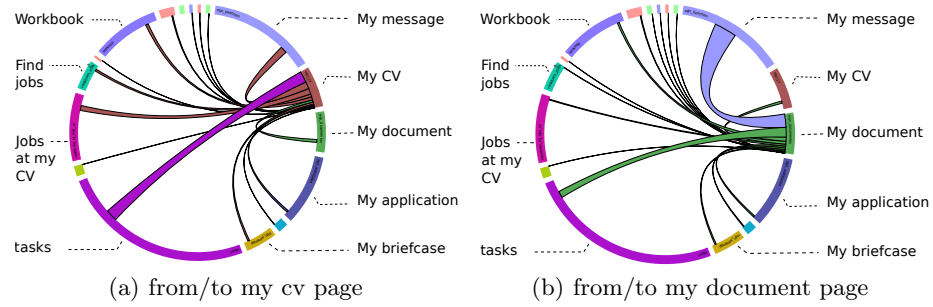 Workbook
Find
jobs
Jobs
at my
CV
tasks
My message
My CV
My document
My application
My briefcase
(a) from/to my cv page
Workbook
Find
jobs
Jobs
at my
CV
tasks
My message
My CV
My document
My application
My briefcase
(b) from/to my document page